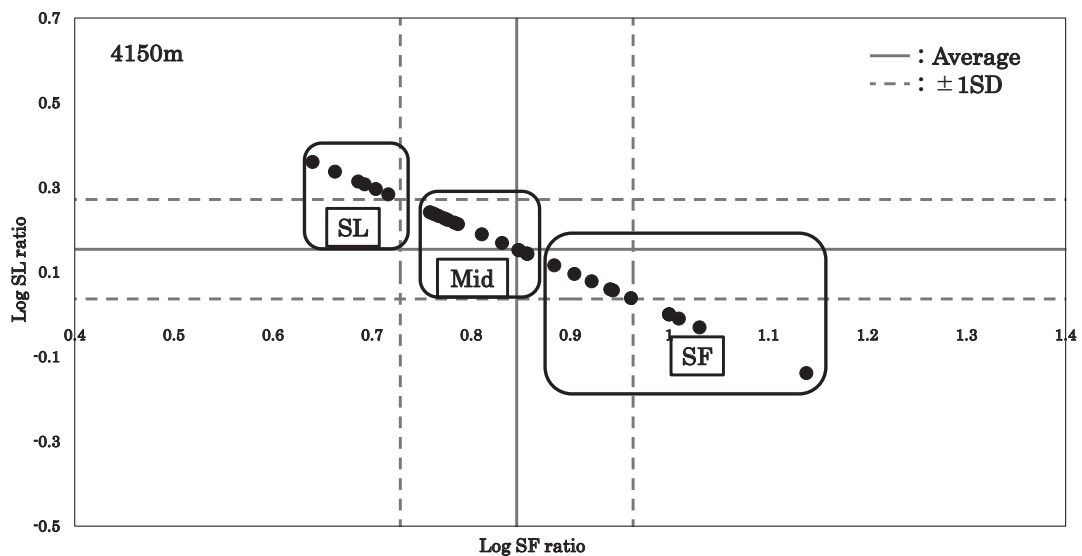 0.7
4150m
: Average
: ±1SD
0.5
0.3
SL
Log SL ratio
0.1
Mid
0.4 0.5 0.6 0.7 0.8 0.9 1 1.1 1.2 1.3 1.4
SF
-0.1
-0.3
-0.5
Log SF ratio